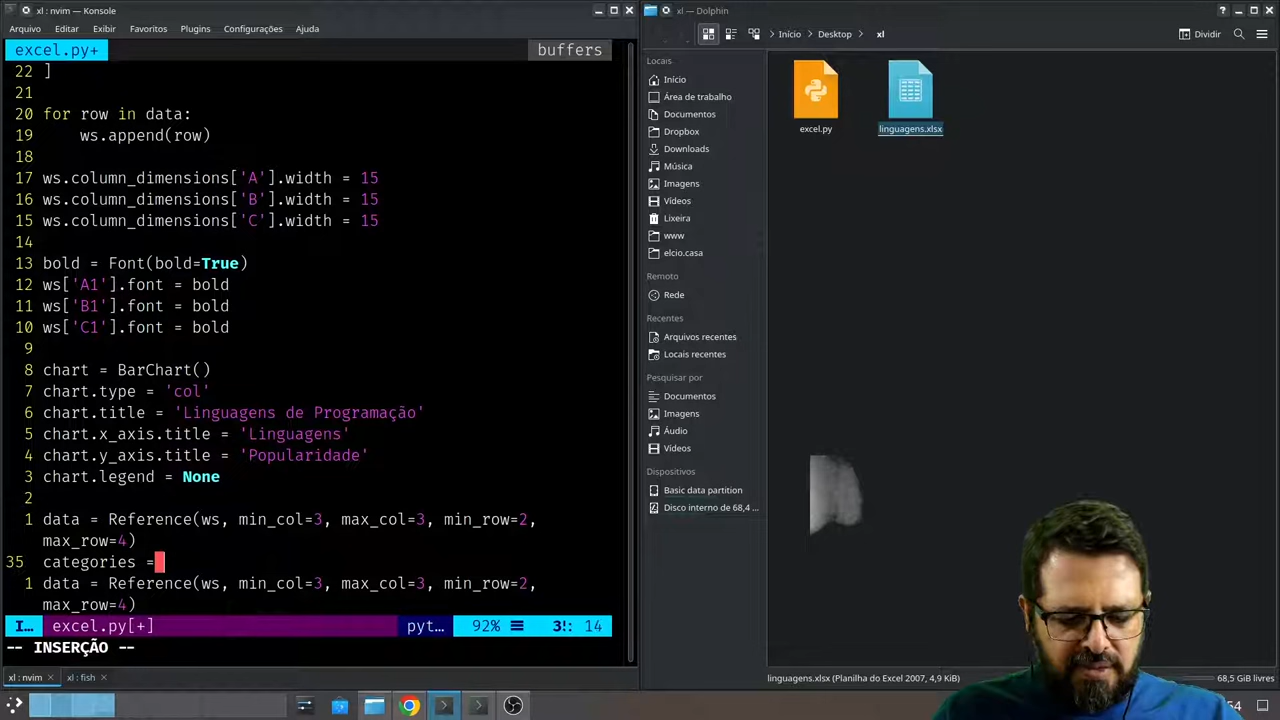 xl : nvim — Konsole
Arquivo Editar Exibir Favoritos Plugins Configurações Ajuda
excel.py+ buffers
22 ]
21
20 for row in data:
19 ws.append(row)
18
17 ws.column_dimensions['A'].width = 15
16 ws.column_dimensions['B'].width = 15
15 ws.column_dimensions['C'].width = 15
14
13 bold = Font(bold=True)
12 ws['A1'].font = bold
11 ws['B1'].font = bold
10 ws['C1'].font = bold
9
8 chart = BarChart()
7 chart.type = 'col'
6 chart.title = 'Linguagens de Programação'
5 chart.x_axis.title = 'Linguagens'
4 chart.y_axis.title = 'Popularidade'
3 chart.legend = None
2
1 data = Reference(ws, min_col=3, max_col=3, min_row=2,
max_row=4)
35 categories =
1 data = Reference(ws, min_col=3, max_col=3, min_row=2,
max_row=4)
I… excel.py[+] pyt… 92% 3: 14
-- INSERÇÃO --
xl : nvim xl : fish
xl — Dolphin
Início Desktop xl Dividir
Locais
Início
Área de trabalho
Documentos
Dropbox
Downloads
Música
Imagens
Vídeos
Lixeira
www
elcio.casa
Remoto
Rede
Recentes
Arquivos recentes
Locais recentes
Pesquisar por
Documentos
Imagens
Áudio
Vídeos
Dispositivos
Basic data partition
Disco interno de 68,4 ...
excel.py
linguagens.xlsx
linguagens.xlsx (Planilha do Excel 2007, 4,9 KiB)
68,5 GiB livres